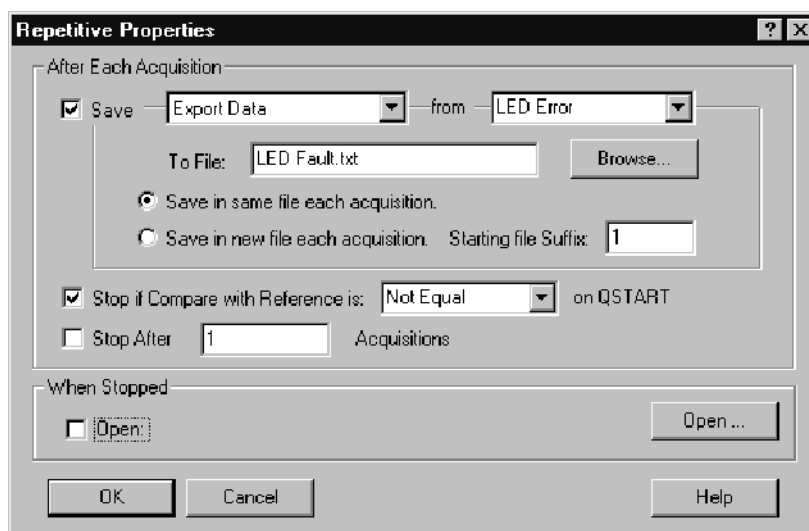 Repetitive Properties
? X
After Each Acquisition
Save Export Data from LED Error
To File: LED Fault.txt Browse...
Save in same file each acquisition.
Save in new file each acquisition. Starting file Suffix: 1
Stop if Compare with Reference is: Not Equal on QSTART
Stop After 1 Acquisitions
When Stopped
Open: Open ...
OK Cancel Help